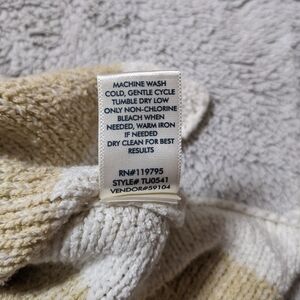 MACHINE WASH
COLD, GENTLE CYCLE
TUMBLE DRY LOW
ONLY NON-CHLORINE
BLEACH WHEN
NEEDED, WARM IRON
IF NEEDED
DRY CLEAN FOR BEST
RESULTS
RN#119795
STYLE# TU0541
VENDOR#59104